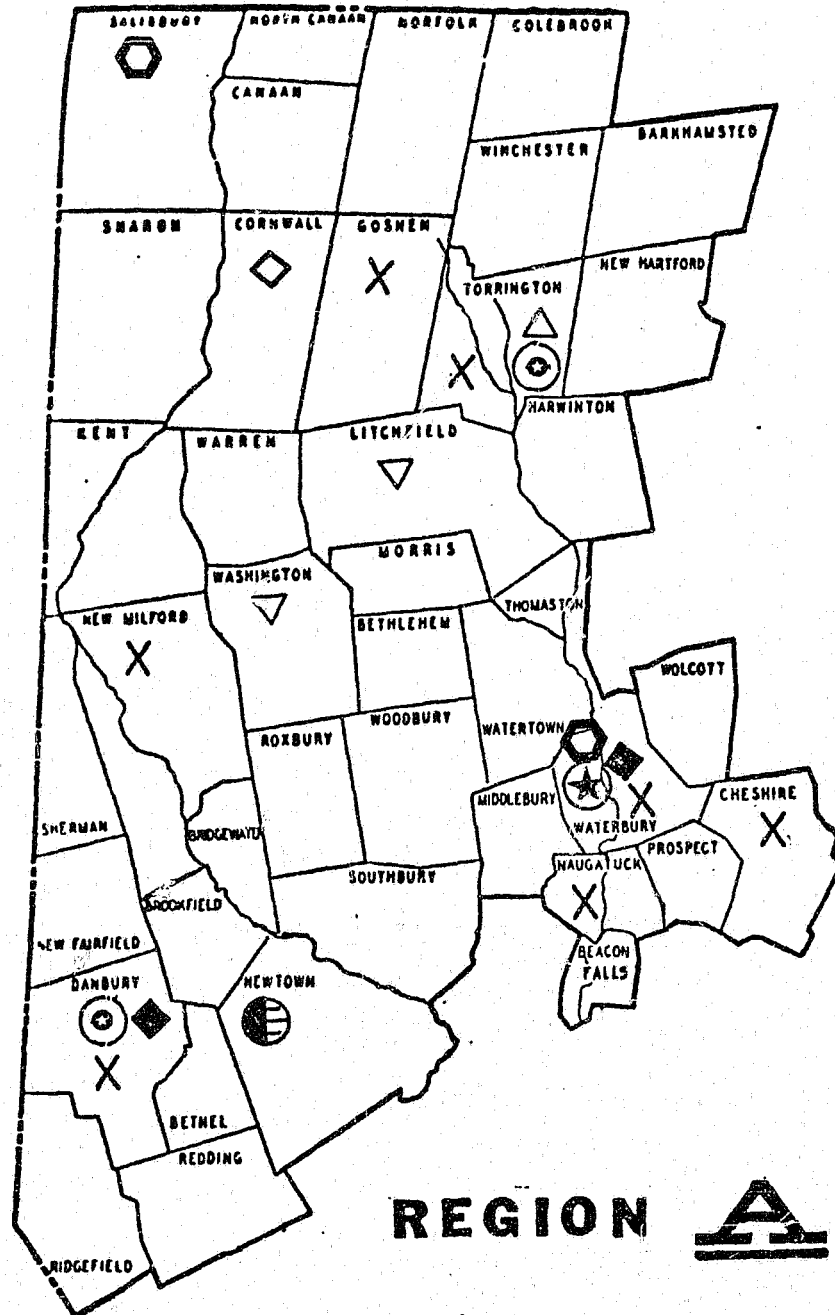 SALISBURY NORTH CANAAN NORFOLK COLEBROOK
CANAAN
WINCHESTER BARKHAMSTED
SHARON CORNWALL GOSHEN
NEW HARTFORD
TORRINGTON
HARWINTON
KENT WARREN LITCHFIELD
MORRIS
WASHINGTON
THOMASTON
NEW MILFORD BETHLEHEM
WOLCOTT
WOODBURY WATERTOWN
ROXBURY
CHESHIRE
MIDDLEBURY
SHERMAN BRIDGEWATER WATERBURY
PROSPECT
NAUGATUCK
SOUTHBURY
BROOKFIELD
NEW FAIRFIELD
BEACON
FALLS
DANBURY NEWTOWN
BETHEL
REDDING
REGION A
RIDGEFIELD